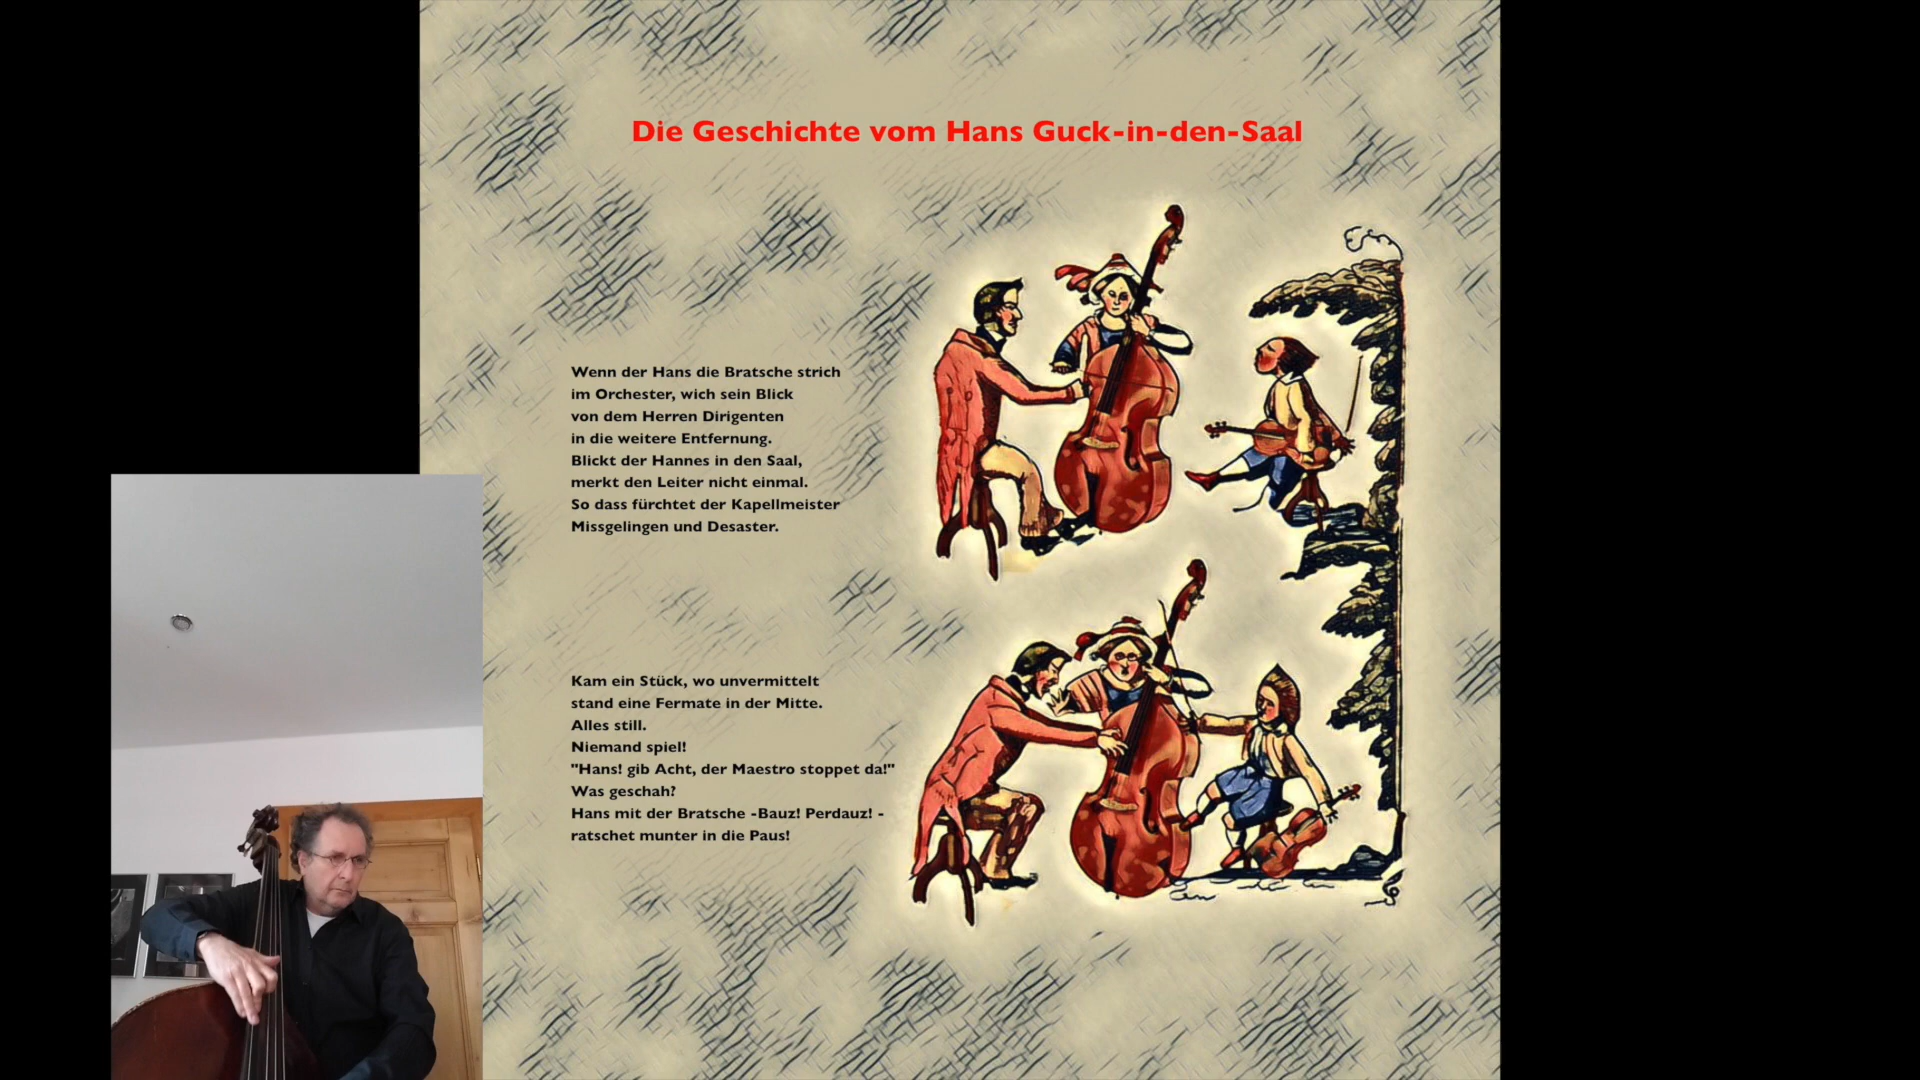 Die Geschichte vom Hans Guck-in-den-Saal
Wenn der Hans die Bratsche strich
im Orchester, wich sein Blick
von dem Herren Dirigenten
in die weitere Entfernung.
Blickt der Hannes in den Saal,
merkt den Leiter nicht einmal.
So dass fürchtet der Kapellmeister
Missgelingen und Desaster.
Kam ein Stück, wo unvermittelt
stand eine Fermate in der Mitte.
Alles still.
Niemand spiel!
"Hans! gib Acht, der Maestro stoppet da!"
Was geschah?
Hans mit der Bratsche -Bauz! Perdauz! -
ratschet munter in die Paus!